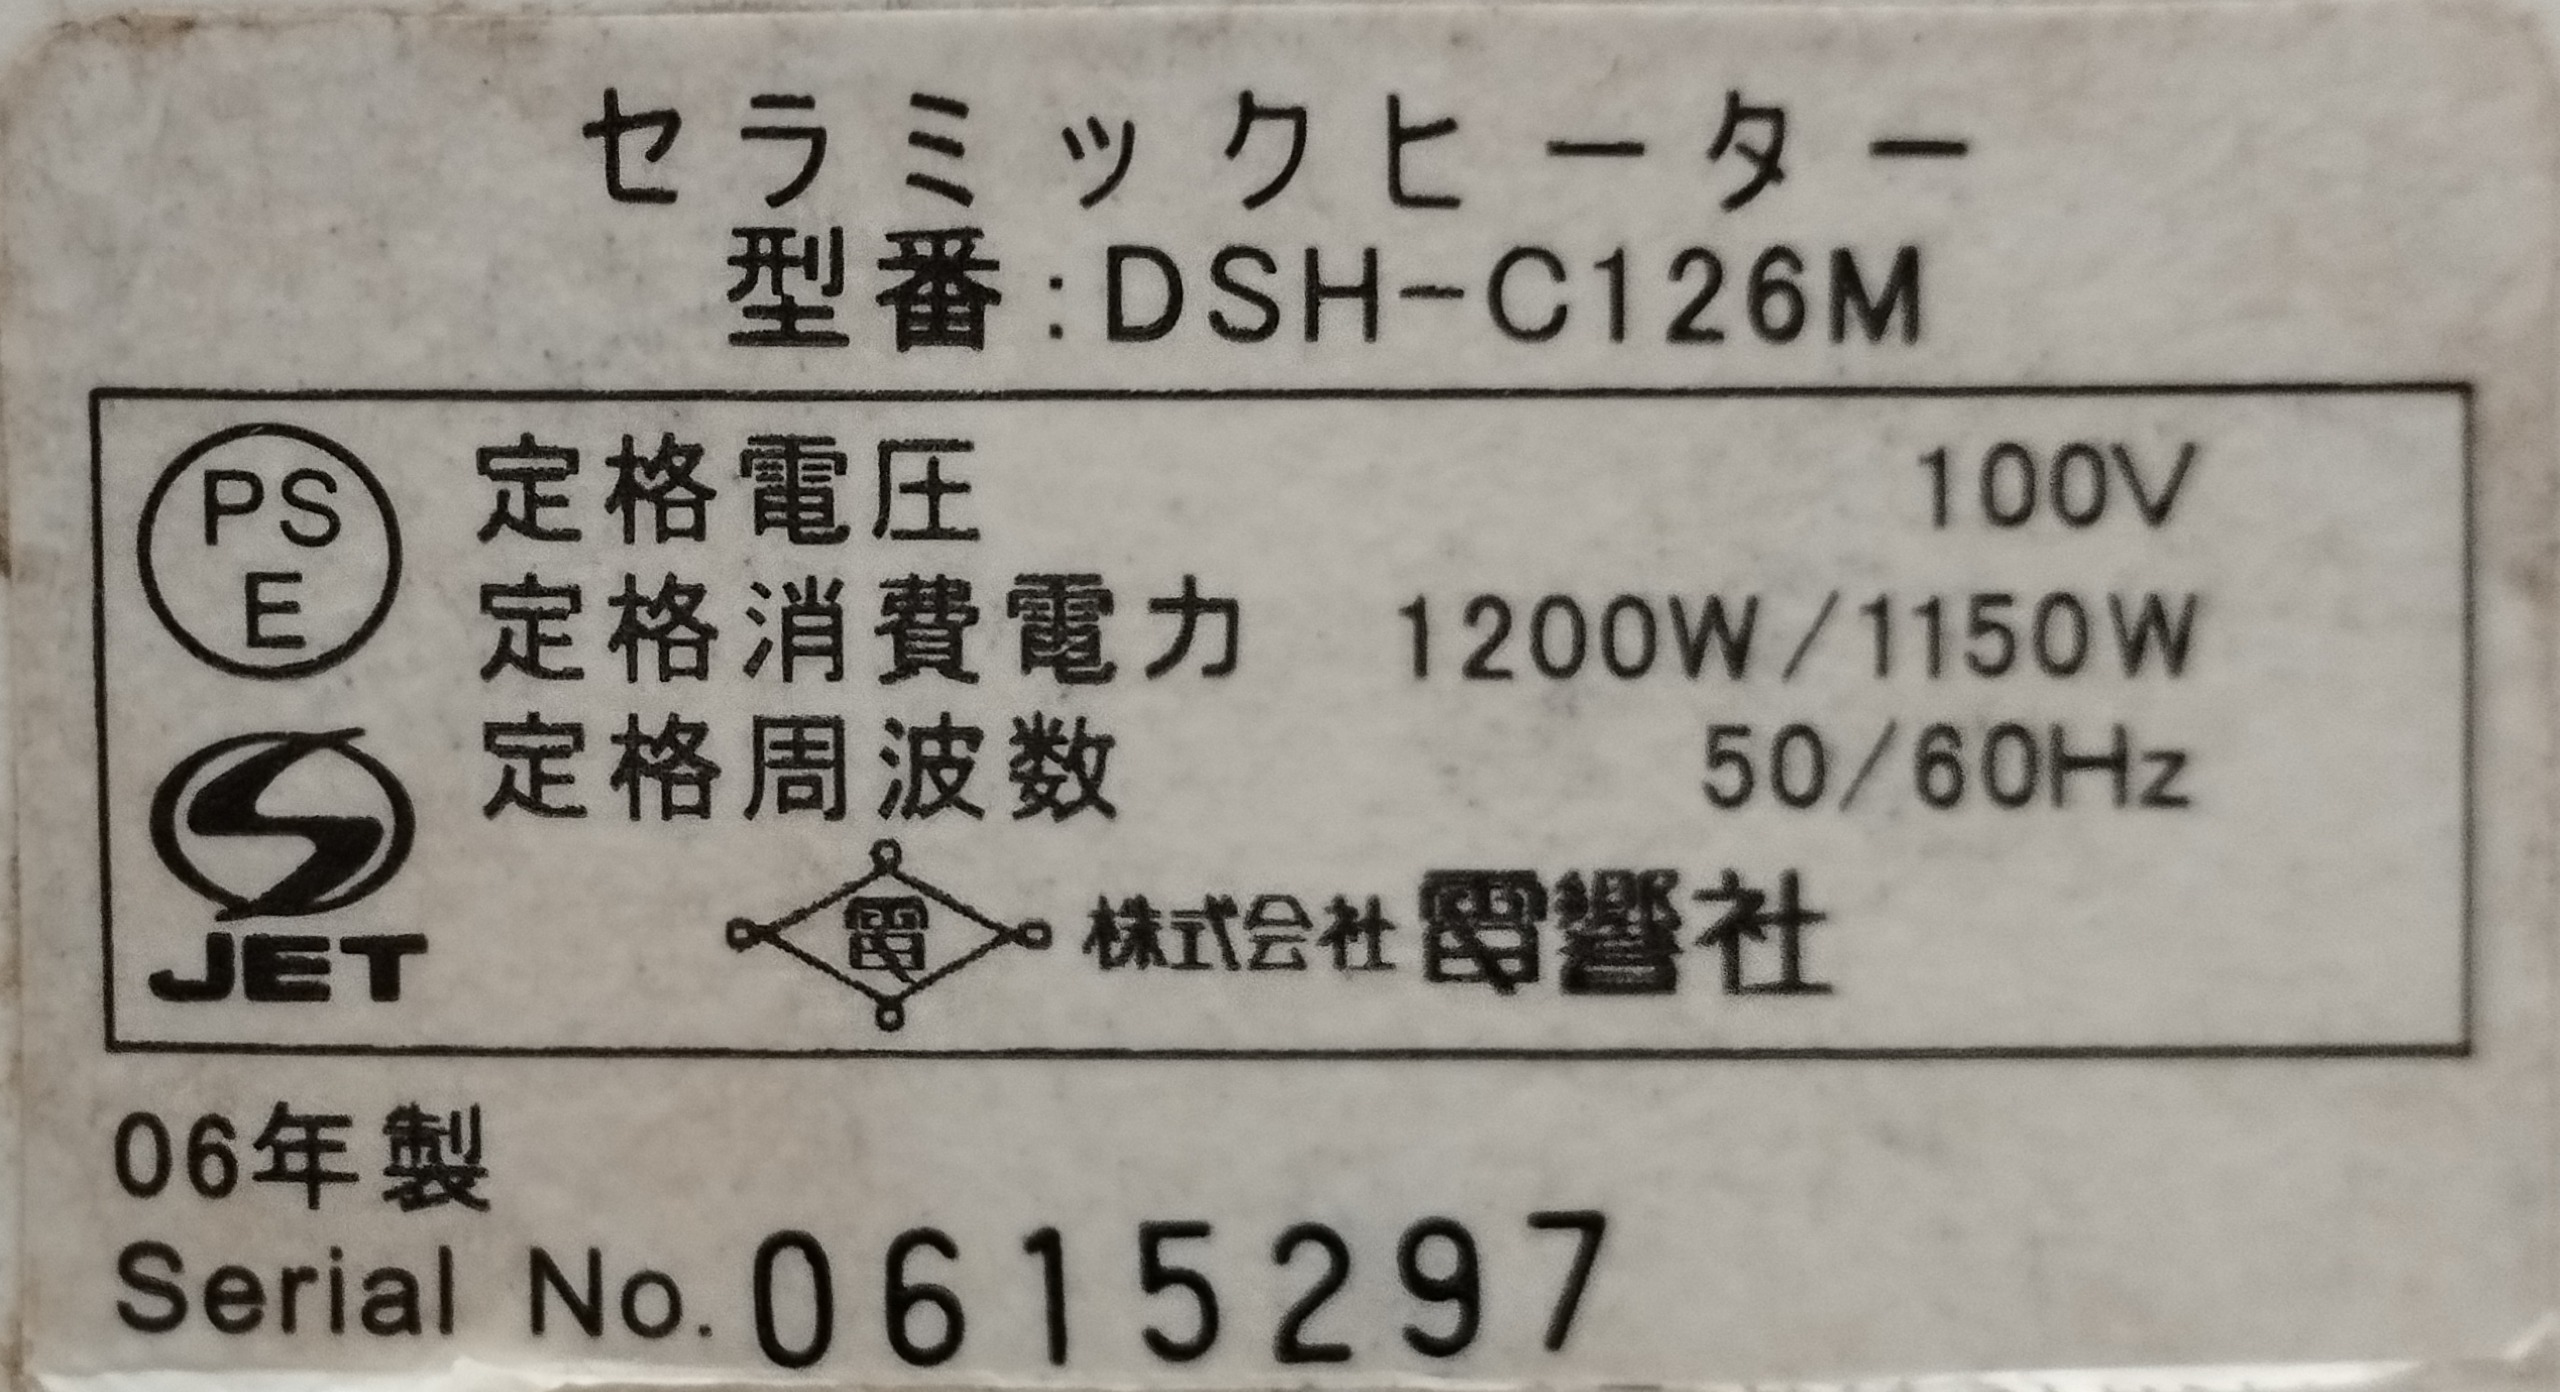 セラミックヒーター
型番:DSH-C126M
PS
E
定格電圧 100V
定格消費電力 1200W/1150W
定格周波数 50/60Hz
JET
電 株式会社 電響社
06年製
Serial No. 0615297